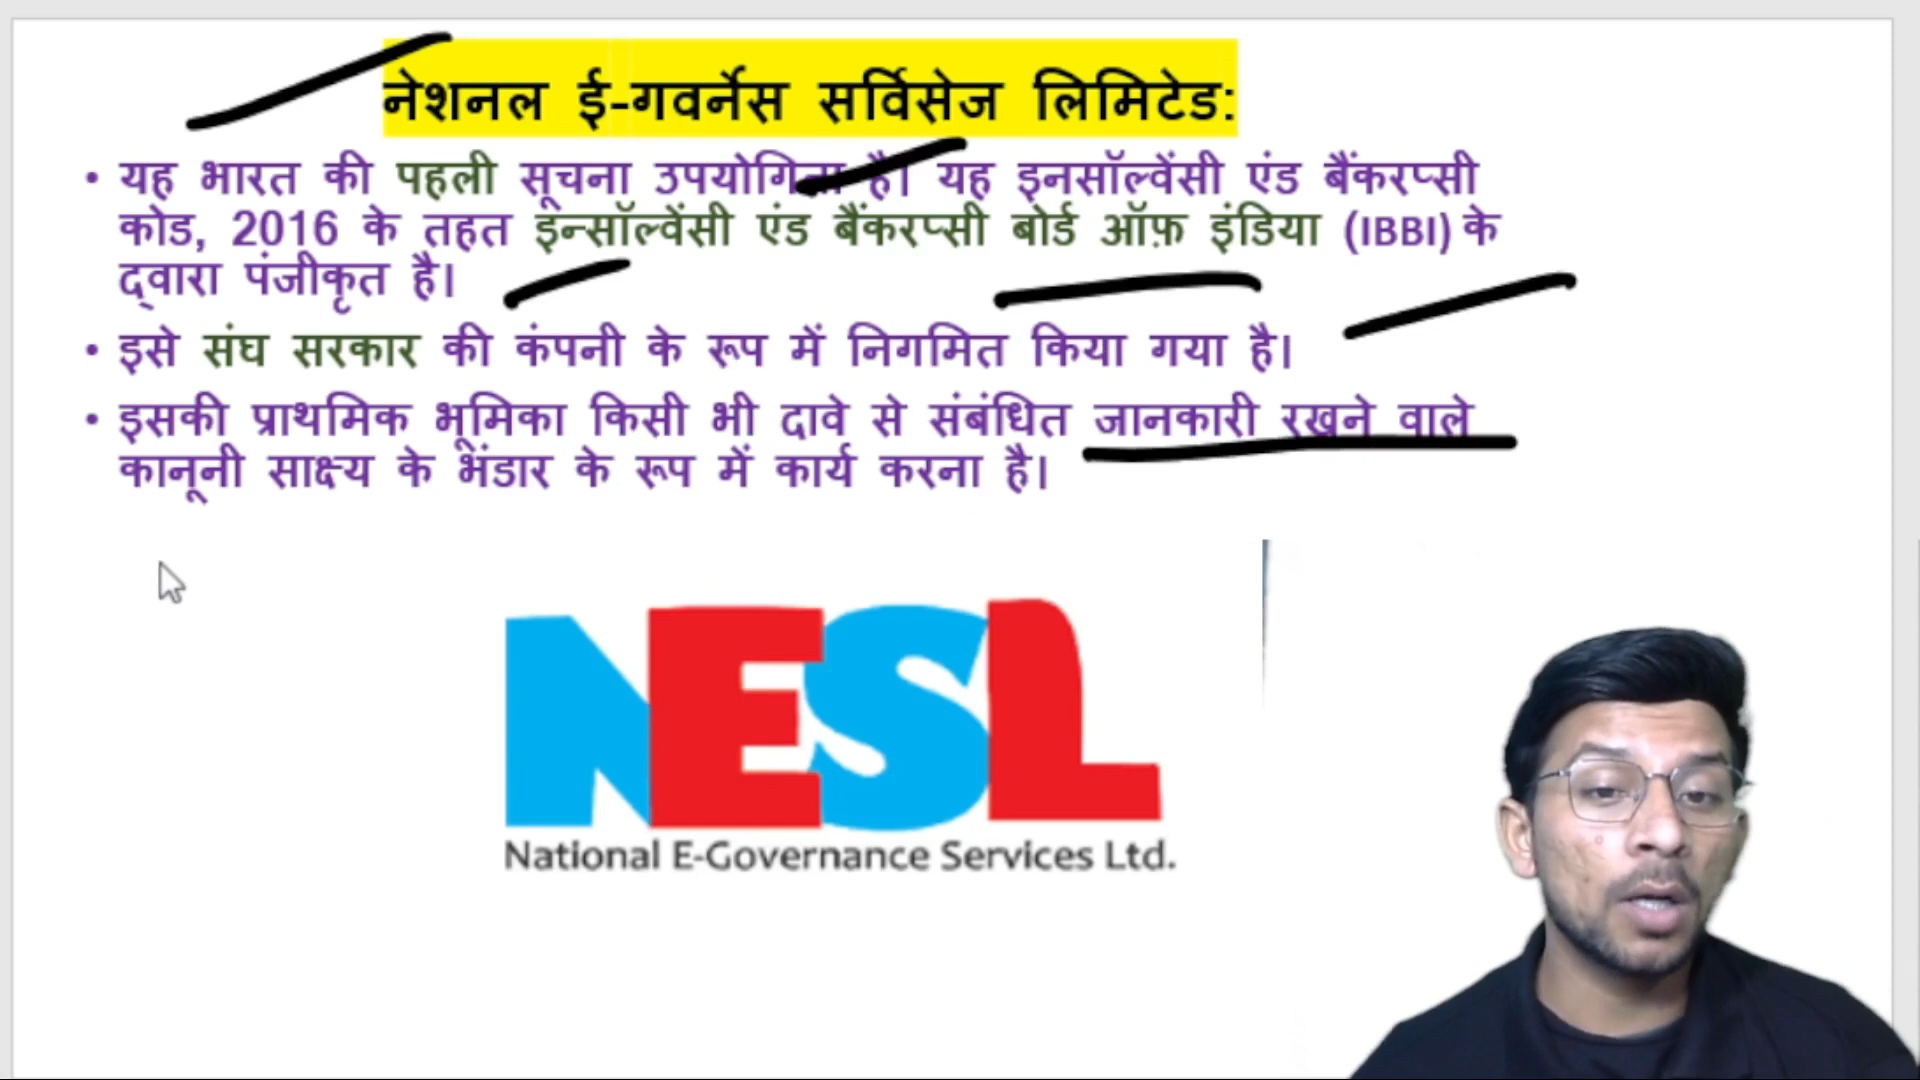 नेशनल ई-गवर्नेंस सर्विसेज लिमिटेड:
• यह भारत की पहली सूचना उपयोगिता है। यह इनसॉल्वेंसी एंड बैंकरप्सी
कोड, 2016 के तहत इन्सॉल्वेंसी एंड बैंकरप्सी बोर्ड ऑफ़ इंडिया (IBBI) के
द्वारा पंजीकृत है।
• इसे संघ सरकार की कंपनी के रूप में निगमित किया गया है।
• इसकी प्राथमिक भूमिका किसी भी दावे से संबंधित जानकारी रखने वाले
कानूनी साक्ष्य के भंडार के रूप में कार्य करना है।
NESL
National E-Governance Services Ltd.